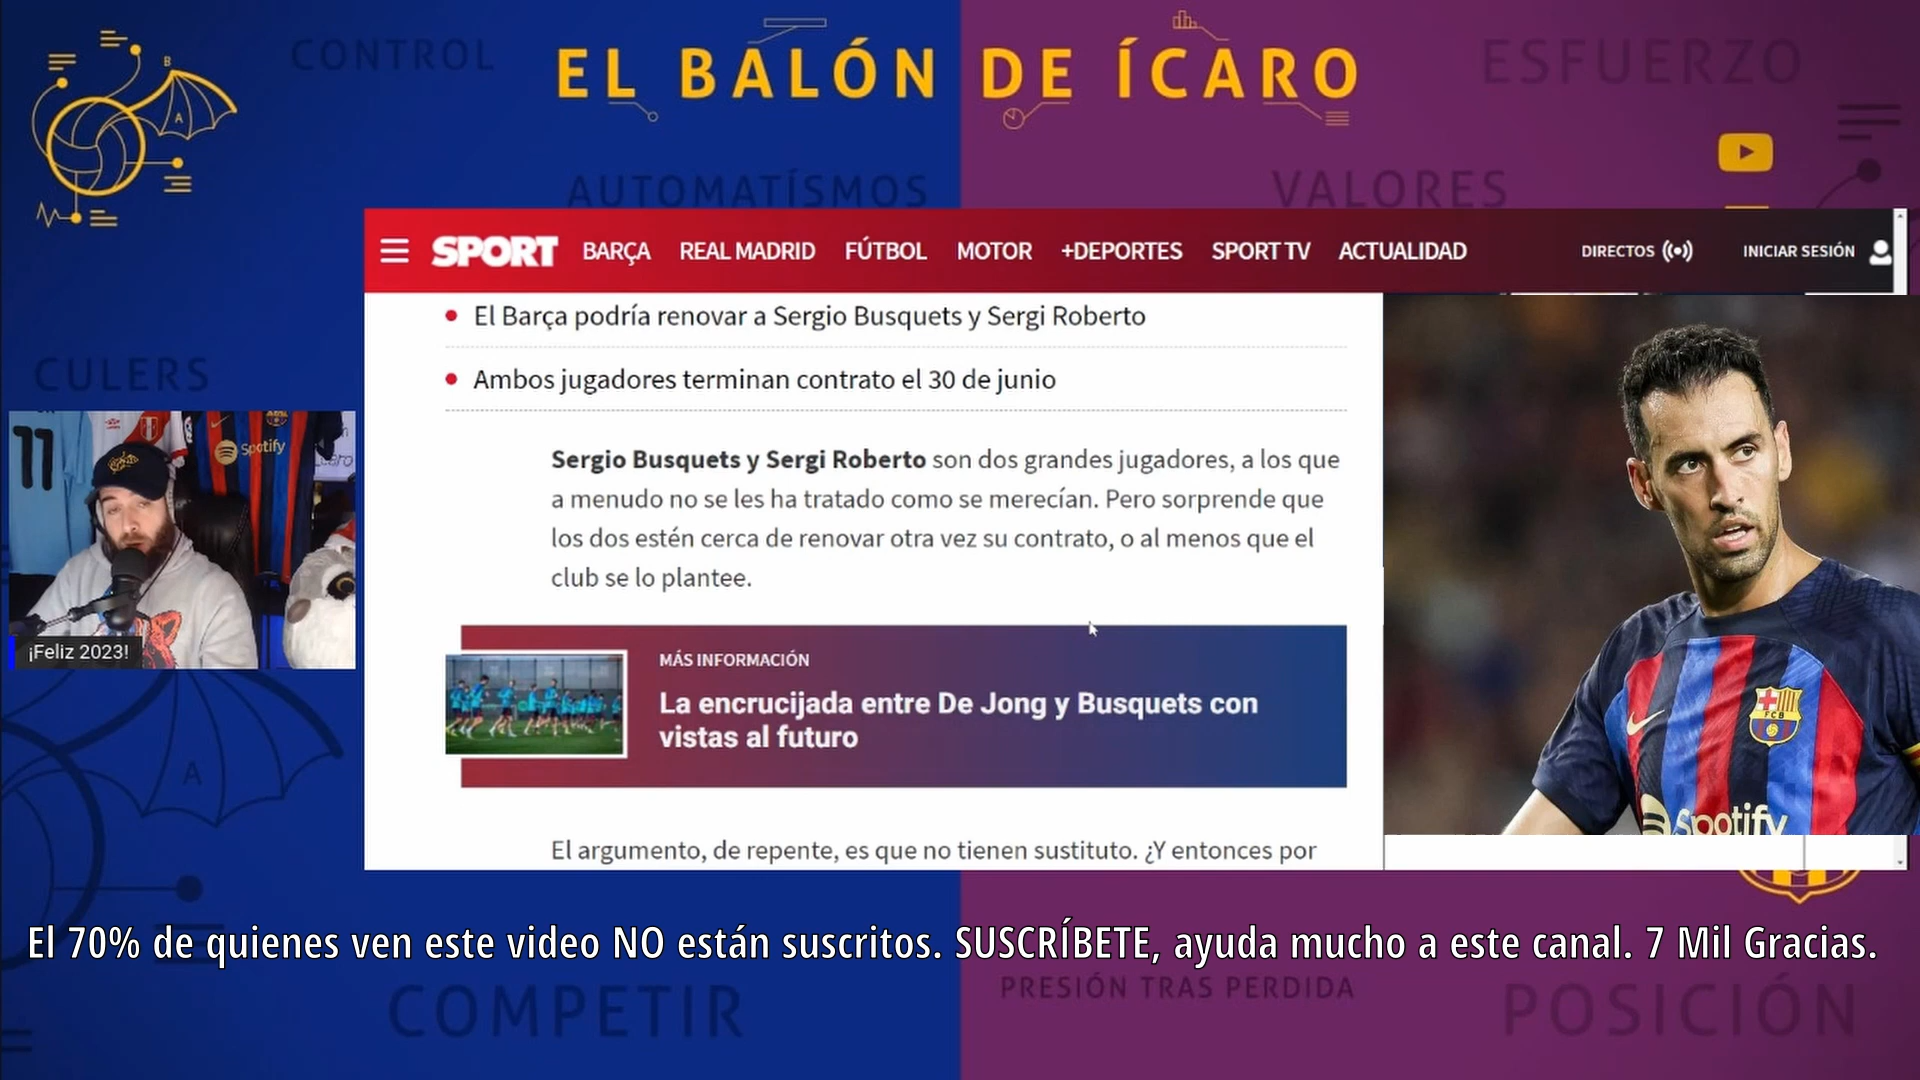 CONTROL
EL BALÓN DE ÍCARO
ESFUERZO
B
A
AUTOMATÍSMOS
VALORES
SPORT BARÇA REAL MADRID FÚTBOL MOTOR +DEPORTES SPORT TV ACTUALIDAD DIRECTOS INICIAR SESIÓN
El Barça podría renovar a Sergio Busquets y Sergi Roberto
Ambos jugadores terminan contrato el 30 de junio
CULERS
11
Spotify
¡Feliz 2023!
Sergio Busquets y Sergi Roberto son dos grandes jugadores, a los que
a menudo no se les ha tratado como se merecían. Pero sorprende que
los dos estén cerca de renovar otra vez su contrato, o al menos que el
club se lo plantee.
MÁS INFORMACIÓN
La encrucijada entre De Jong y Busquets con
vistas al futuro
FCB
Spotify
A
El argumento, de repente, es que no tienen sustituto. ¿Y entonces por
El 70% de quienes ven este video NO están suscritos. SUSCRÍBETE, ayuda mucho a este canal. 7 Mil Gracias.
PRESIÓN TRAS PERDIDA
COMPETIR
POSICIÓN